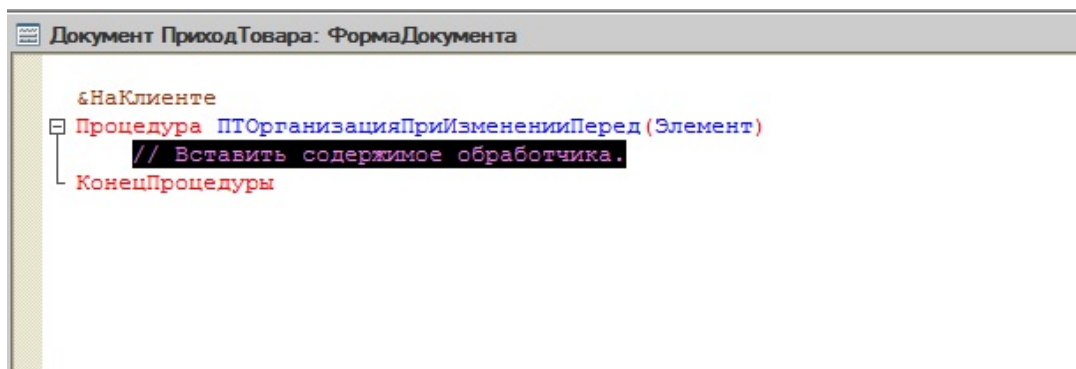 Документ ПриходТовара: ФормаДокумента
&НаКлиенте
Процедура ПТОрганизацияПриИзмененииПеред(Элемент)
// Вставить содержимое обработчика.
КонецПроцедуры